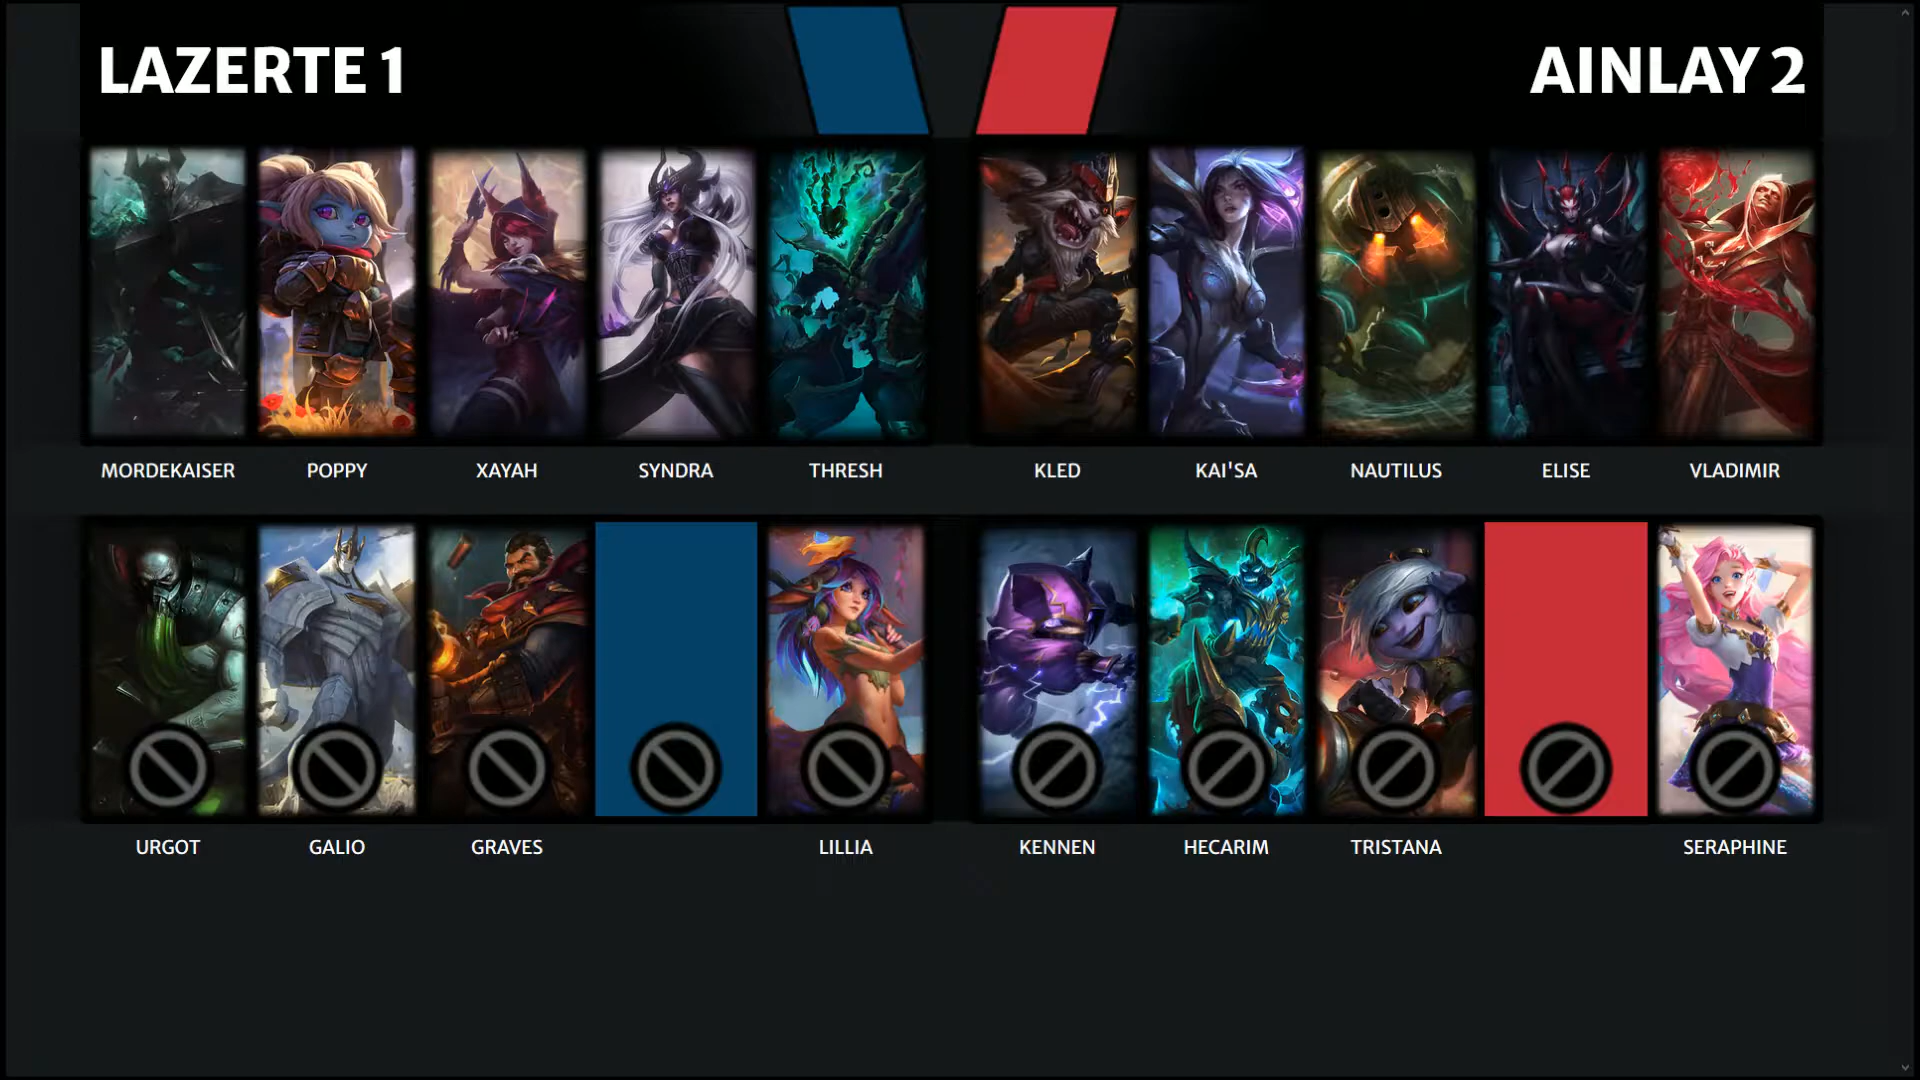 LAZERTE 1
AINLAY 2
MORDEKAISER
POPPY
XAYAH
SYNDRA
THRESH
KLED
KAI'SA
NAUTILUS
ELISE
VLADIMIR
URGOT
GALIO
GRAVES
LILLIA
KENNEN
HECARIM
TRISTANA
SERAPHINE